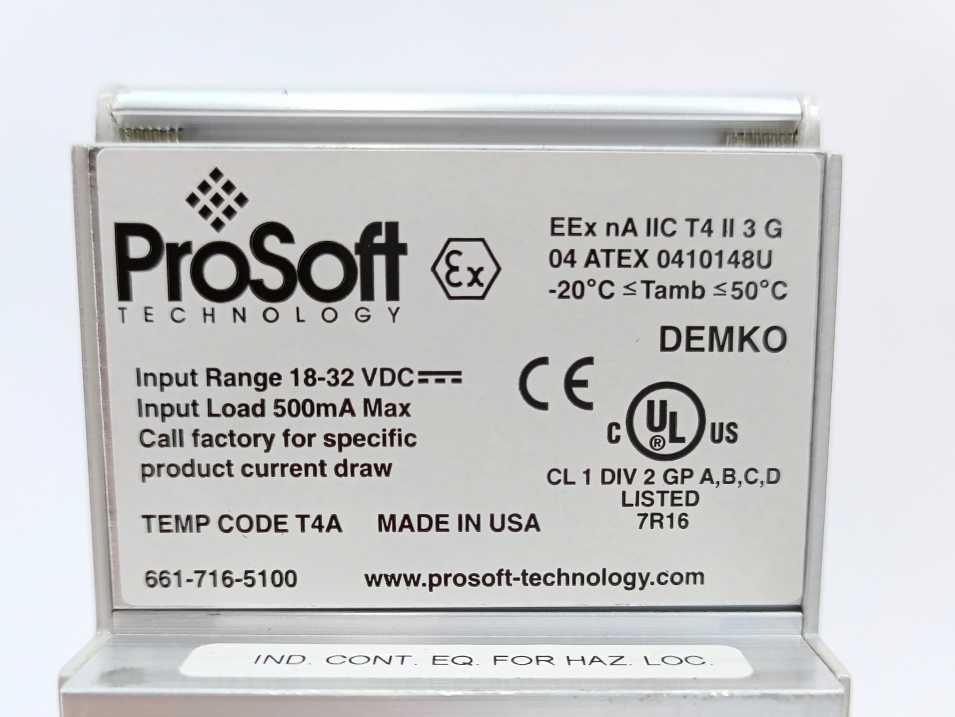 ProSoft
TECHNOLOGY
Ex
EEx nA IIC T4 II 3 G
04 ATEX 0410148U
-20°C ≤Tamb ≤50°C
DEMKO
Input Range 18-32 VDC
Input Load 500mA Max
Call factory for specific
product current draw
CE
C UL ® US
CL 1 DIV 2 GP A,B,C,D
LISTED
7R16
TEMP CODE T4A MADE IN USA
661-716-5100 www.prosoft-technology.com
IND. CONT. EQ. FOR HAZ. LOC.